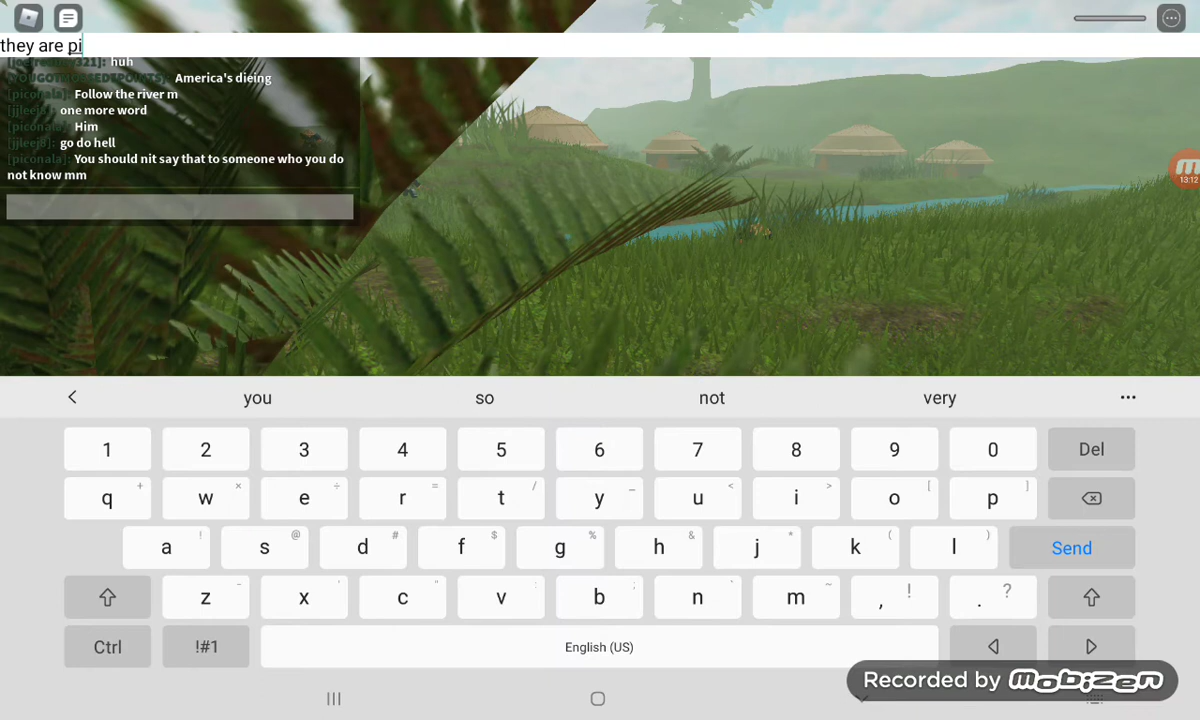 they are pi
huh
America's dieing
[piconala]: Follow the river m
one more word
[piconala]: Him
go do hell
[piconala]: You should nit say that to someone who you do
not know mm
13:12
you so not very
1 2 3 4 5 6 7 8 9 0 Del
q + w × e ÷ r = t / y _ u < i > o [ p ]
a ! s @ d # f $ g % h & j * k ( l ) Send
z - x ' c " v : b ; n ` m ~ , ! . ?
Ctrl !#1 English (US)
Recorded by mobizen